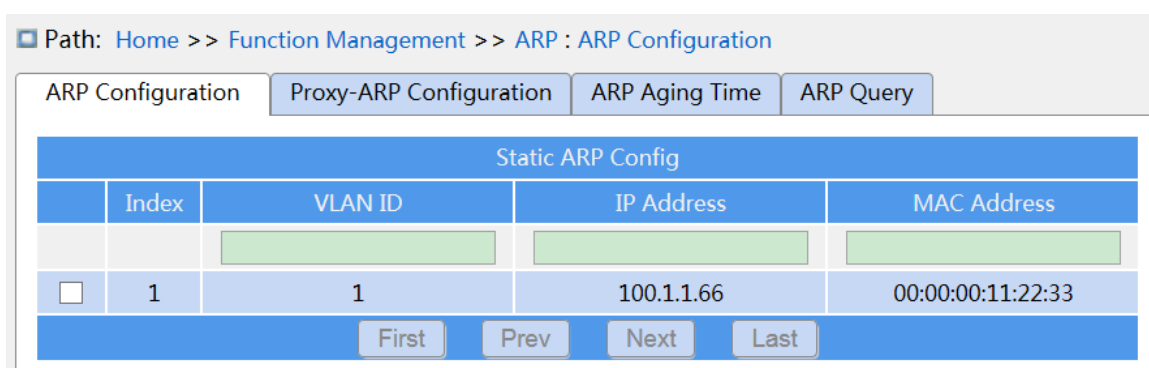 Path: Home >> Function Management >> ARP : ARP Configuration
ARP Configuration Proxy-ARP Configuration ARP Aging Time ARP Query
Static ARP Config
Index VLAN ID IP Address MAC Address
1 1 100.1.1.66 00:00:00:11:22:33
First Prev Next Last